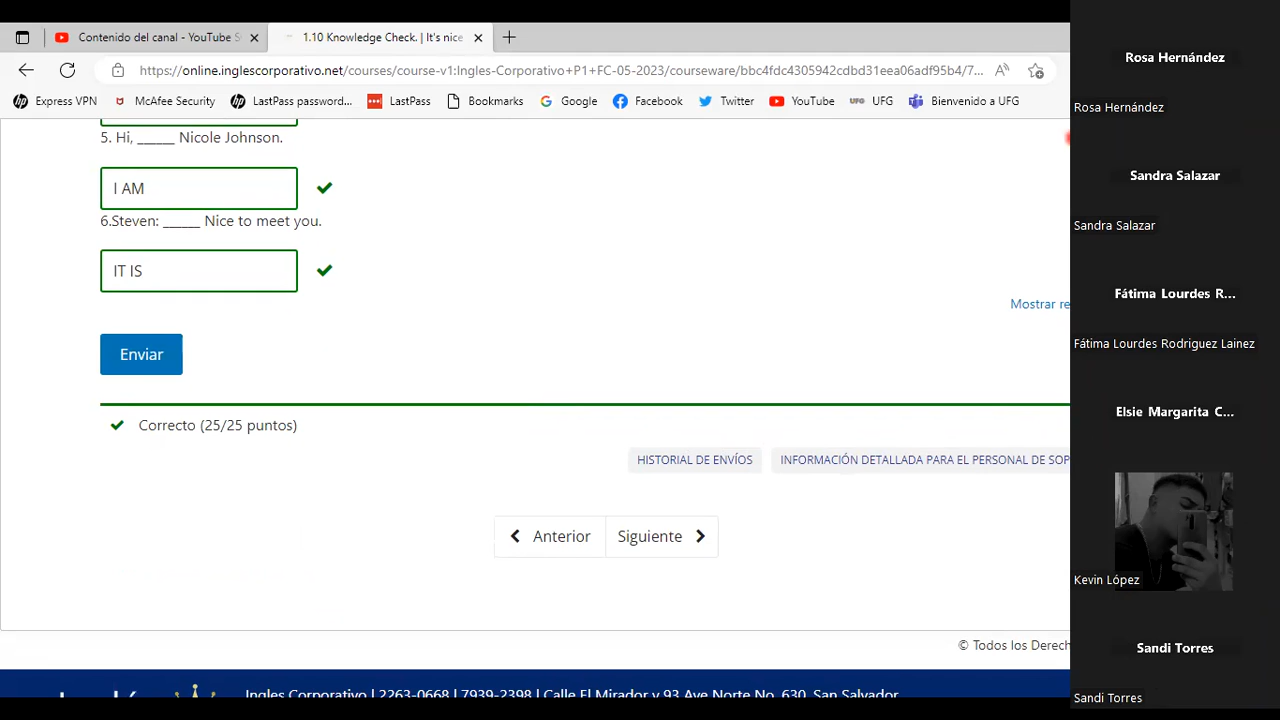 Contenido del canal - YouTube S
1.10 Knowledge Check. | It's nice
https://online.inglescorporativo.net/courses/course-v1:Ingles-Corporativo+P1+FC-05-2023/courseware/bbc4fdc4305942cdbd31eea06adf95b4/7...
Express VPN
McAfee Security
LastPass password...
LastPass
Bookmarks
Google
Facebook
Twitter
YouTube
UFG
Bienvenido a UFG
5. Hi, ______ Nicole Johnson.
I AM
6.Steven: ______ Nice to meet you.
IT IS
Mostrar re
Enviar
Correcto (25/25 puntos)
HISTORIAL DE ENVÍOS
INFORMACIÓN DETALLADA PARA EL PERSONAL DE SOP
Anterior
Siguiente
© Todos los Derech
Ingles Corporativo | 2263-0668 | 7939-2398 | Calle El Mirador y 93 Ave Norte No. 630, San Salvador
Rosa Hernández
Rosa Hernández
Sandra Salazar
Sandra Salazar
Fátima Lourdes R...
Fátima Lourdes Rodriguez Lainez
Elsie Margarita C...
Kevin López
Sandi Torres
Sandi Torres